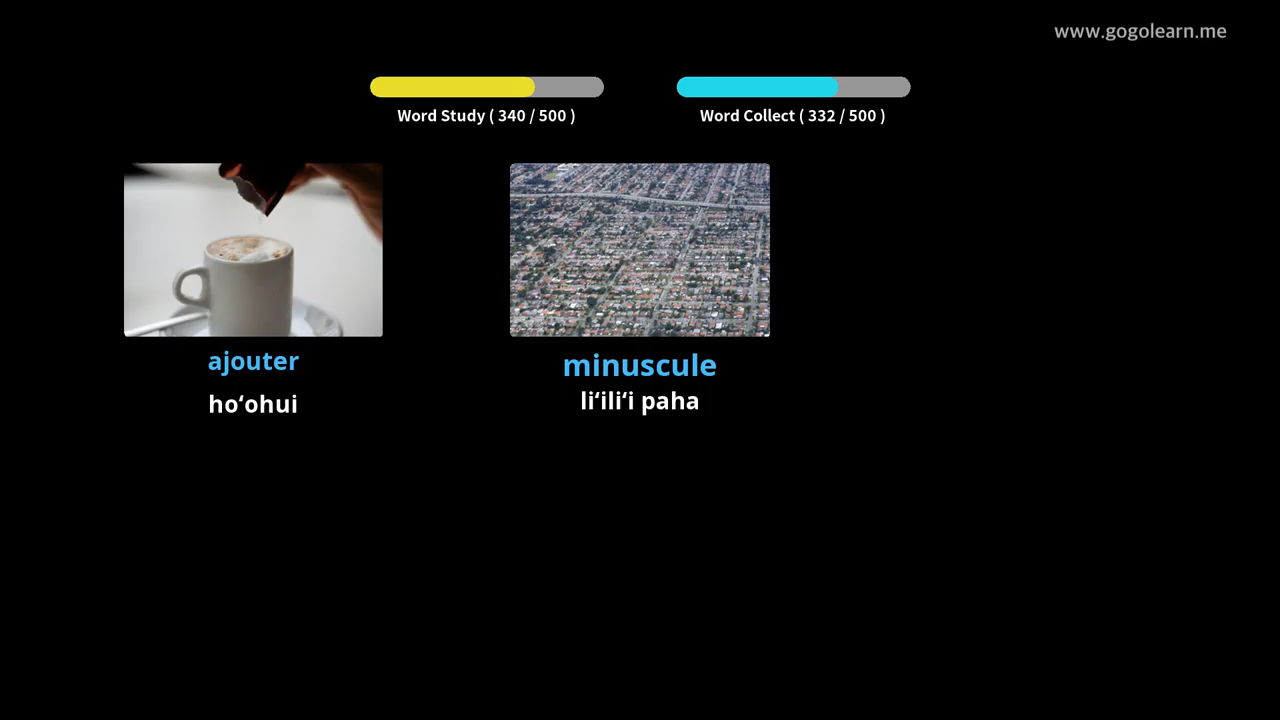 www.gogolearn.me
Word Study ( 340 / 500 )
Word Collect ( 332 / 500 )
ajouter
hoʻohui
minuscule
liʻiliʻi paha